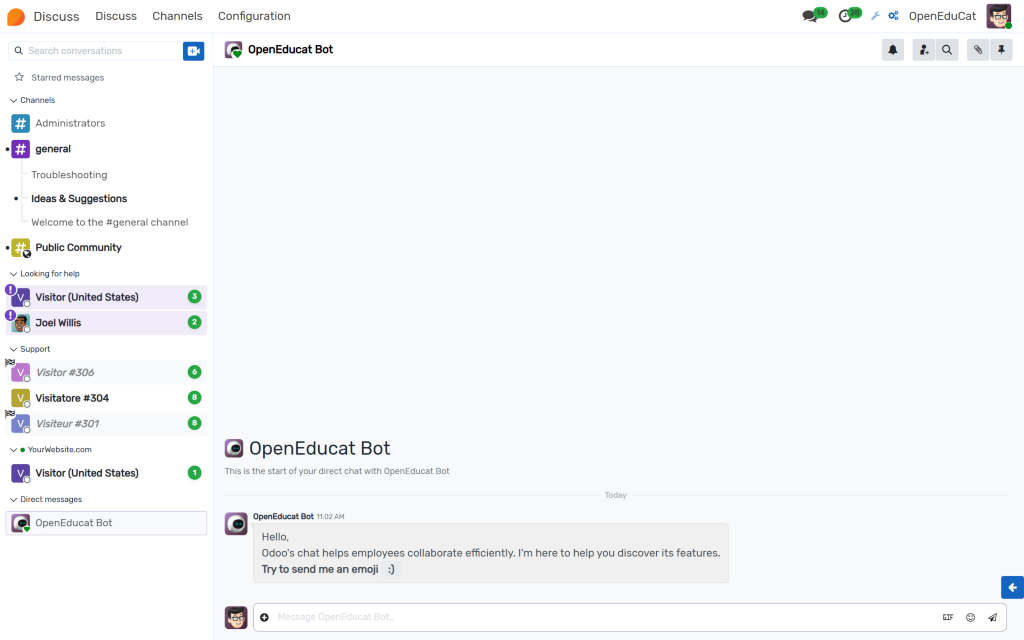 Discuss Discuss Channels Configuration 14 28 OpenEduCat
Search conversations
OpenEducat Bot
Starred messages
Channels
Administrators
general
Troubleshooting
Ideas & Suggestions
Welcome to the #general channel
Public Community
Looking for help
Visitor (United States) 3
Joel Willis 2
Support
Visitor #306 6
Visitatore #304 8
Visiteur #301 8
YourWebsite.com
Visitor (United States) 1
Direct messages
OpenEducat Bot
OpenEducat Bot
This is the start of your direct chat with OpenEducat Bot
Today
OpenEducat Bot 11:02 AM
Hello,
Odoo's chat helps employees collaborate efficiently. I'm here to help you discover its features.
Try to send me an emoji :)
Message OpenEducat Bot...
GIF